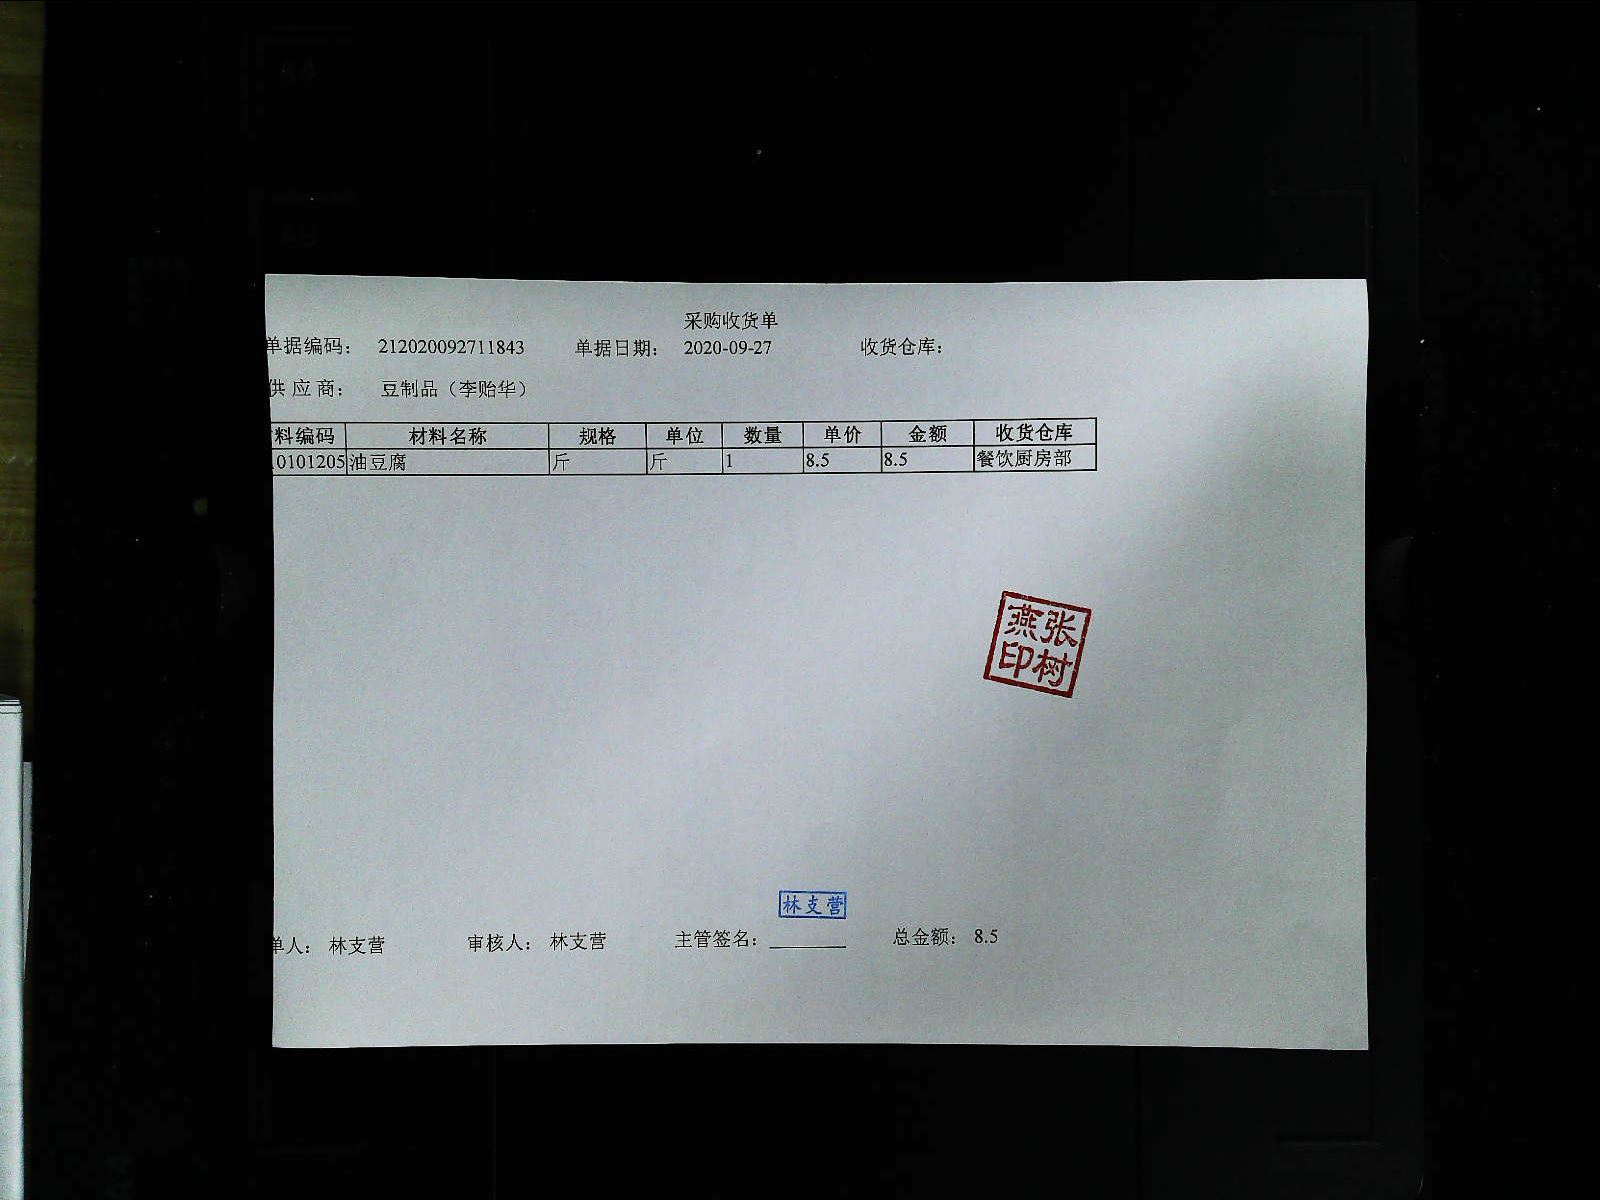 采购收货单
单据编码： 212020092711843 单据日期： 2020-09-27 收货仓库：
供应商： 豆制品（李贻华）
料编码 材料名称 规格 单位 数量 单价 金额 收货仓库
0101205 油豆腐 斤 斤 1 8.5 8.5 餐饮厨房部
燕张
印树
林支营
单人： 林支营 审核人： 林支营 主管签名： 总金额： 8.5